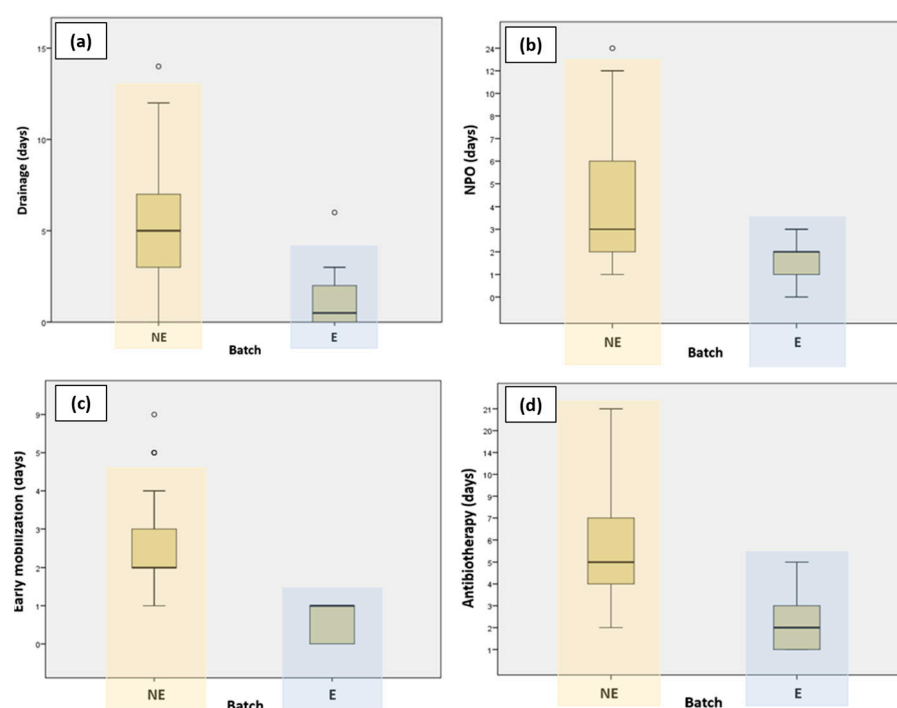 (a)
15
10
5
0
Drainage (days)
NE
E
Batch
(b)
24
12
10
8
7
6
5
4
3
2
1
0
NPO (days)
NE
E
Batch
(c)
9
5
4
3
2
1
0
Early mobilization (days)
NE
E
Batch
(d)
21
20
14
10
9
7
6
5
4
3
2
1
Antibiotherapy (days)
NE
E
Batch